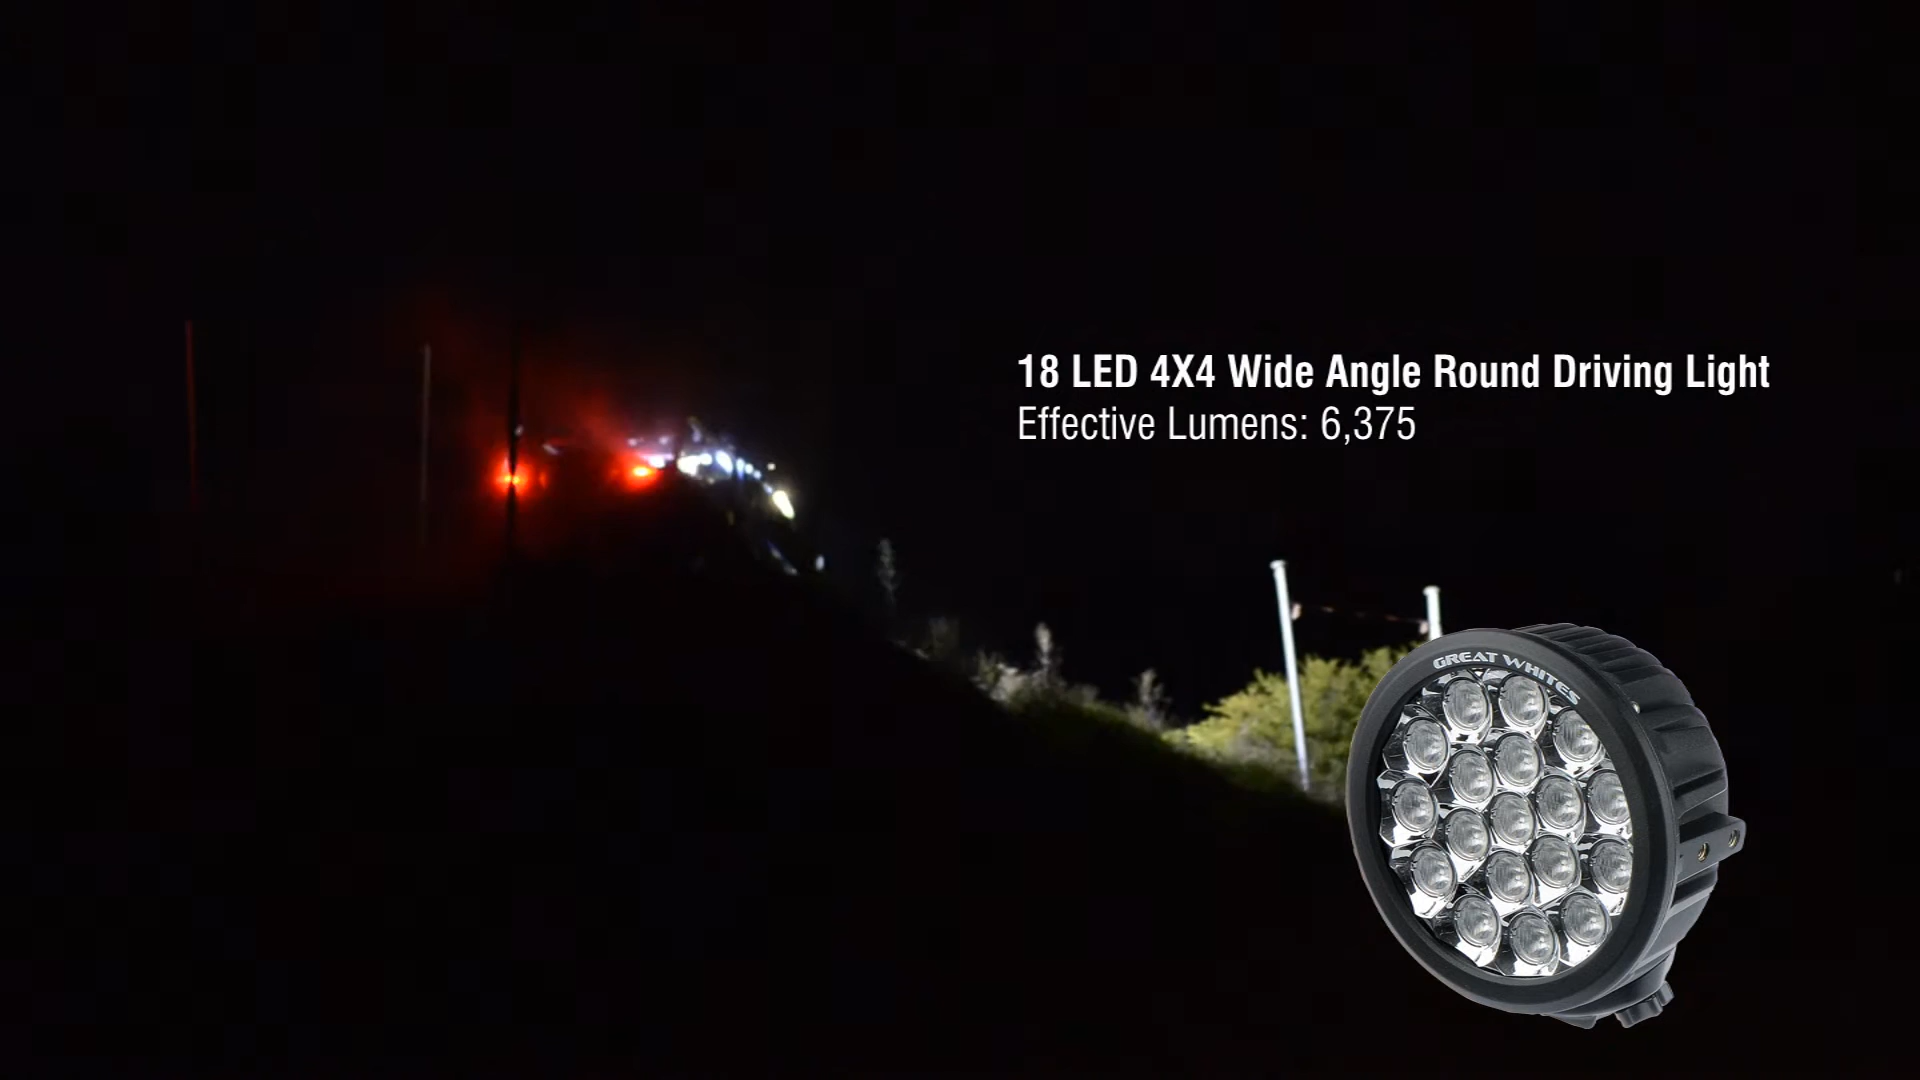 18 LED 4X4 Wide Angle Round Driving Light
Effective Lumens: 6,375
GREAT WHITES